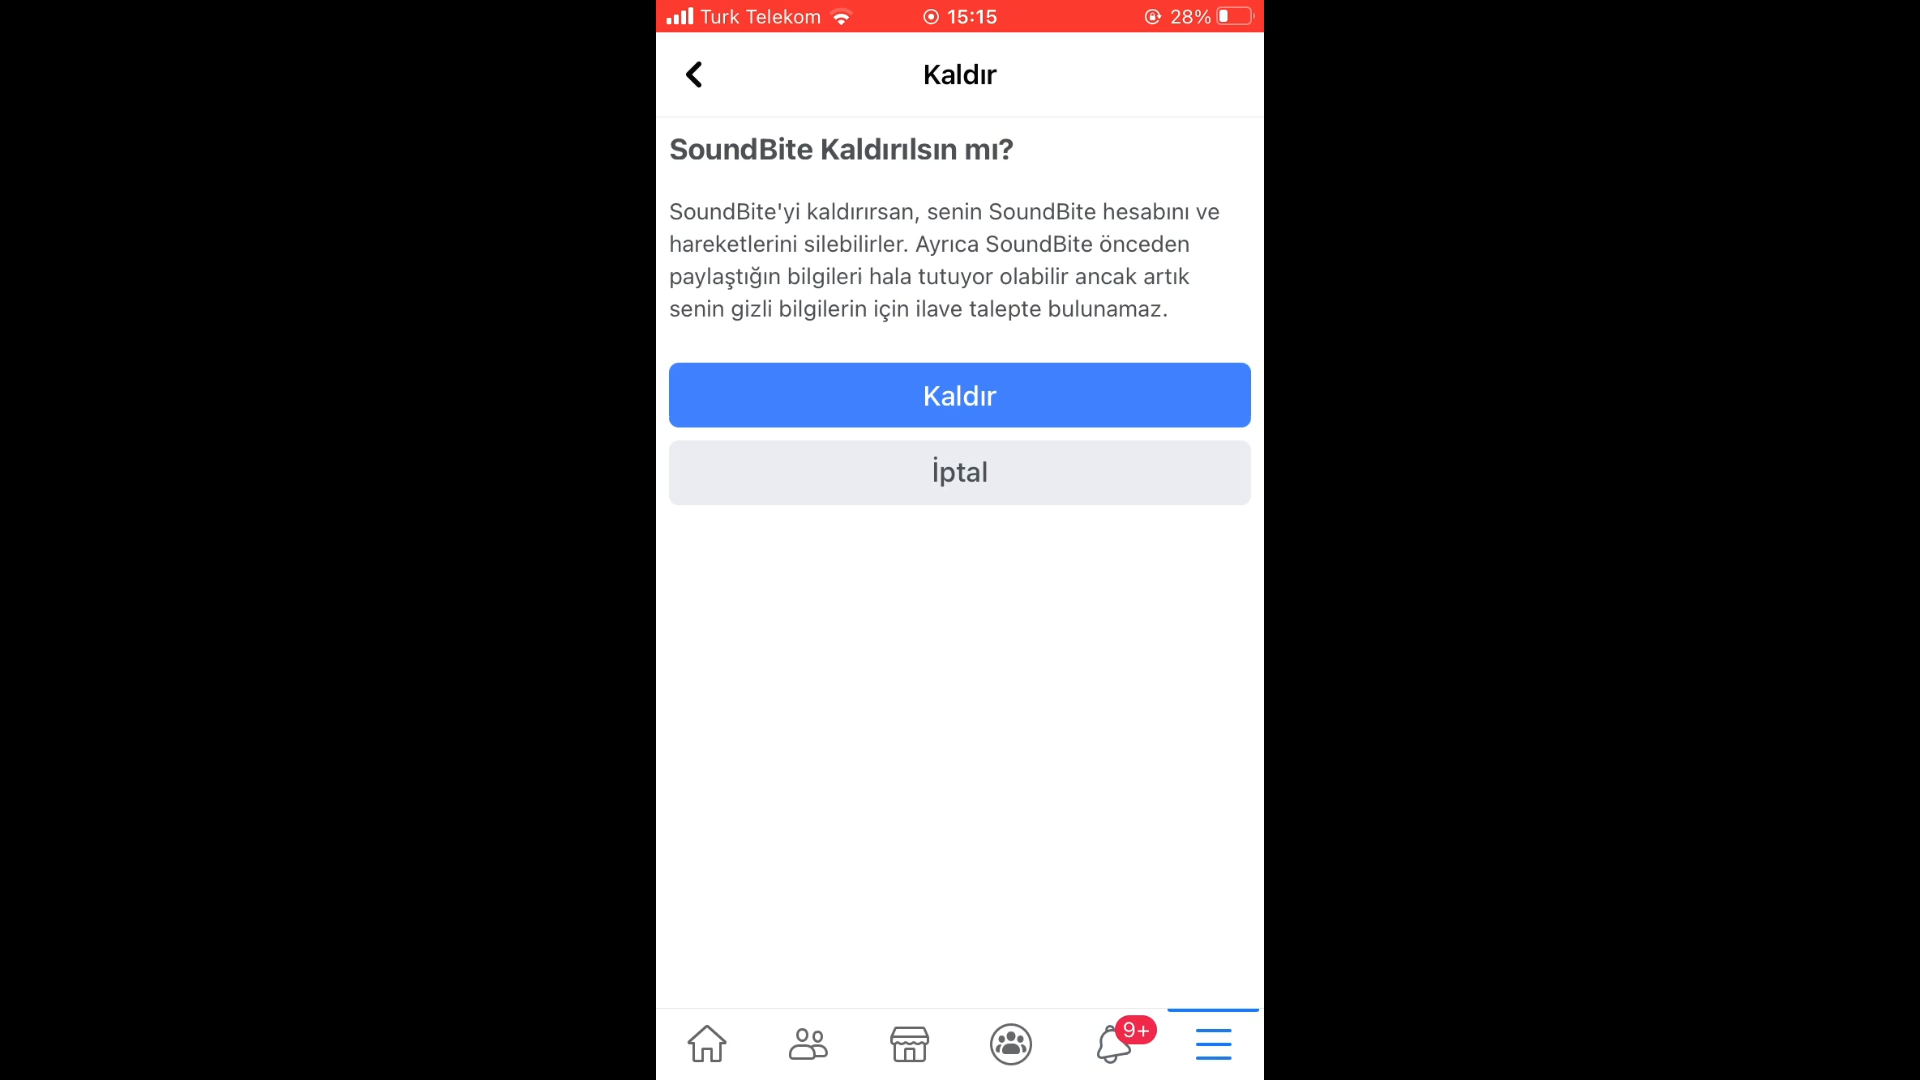 Turk Telekom 15:15 28%
Kaldır
SoundBite Kaldırılsın mı?
SoundBite'yi kaldırırsan, senin SoundBite hesabını ve
hareketlerini silebilirler. Ayrıca SoundBite önceden
paylaştığın bilgileri hala tutuyor olabilir ancak artık
senin gizli bilgilerin için ilave talepte bulunamaz.
Kaldır
İptal
9+